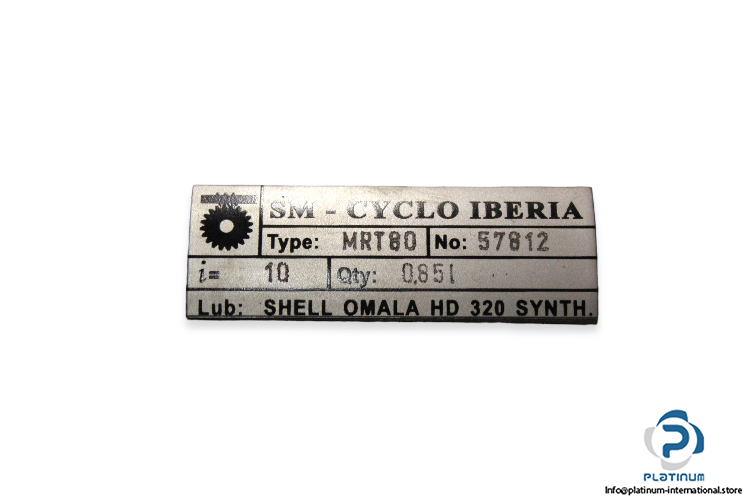 SM - CYCLO IBERIA
Type: MRT80 No: 57812
i= 10 Qty: 0,85l
Lub: SHELL OMALA HD 320 SYNTH.
PLATINUM
Info@platinum-international.store